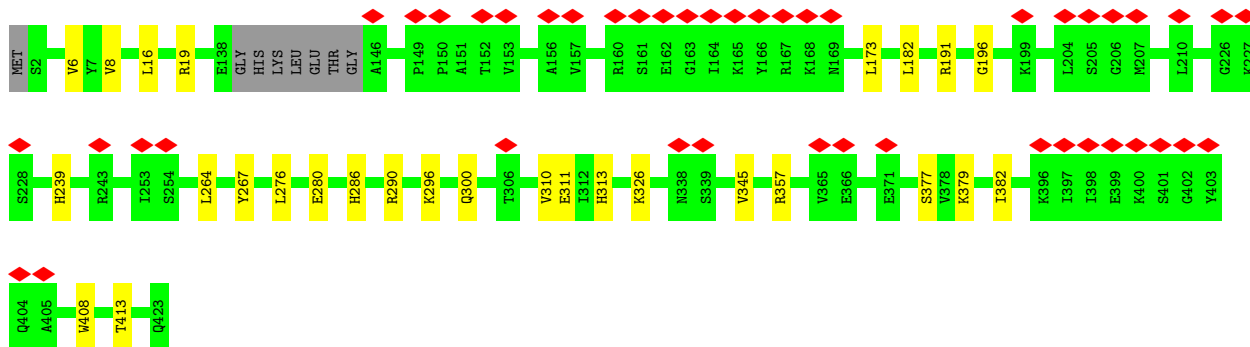 MET S2 V6 Y7 V8 L16 R19 E138 GLY HIS LYS LEU GLU THR GLY A146 P149 P150 A151 T152 V153 A156 V157 R160 S161 E162 G163 I164 K165 Y166 R167 K168 N169 L173 L182 R191 G196 K199 L204 S205 G206 M207 L210 G226 K227
S228 H239 R243 I253 S254 L264 Y267 L276 E280 H286 R290 K296 Q300 T306 V310 E311 I312 H313 K326 N338 S339 V345 R357 V365 E366 E371 S377 V378 K379 I382 K396 I397 I398 E399 K400 S401 G402 Y403
Q404 A405 W408 T413 Q423